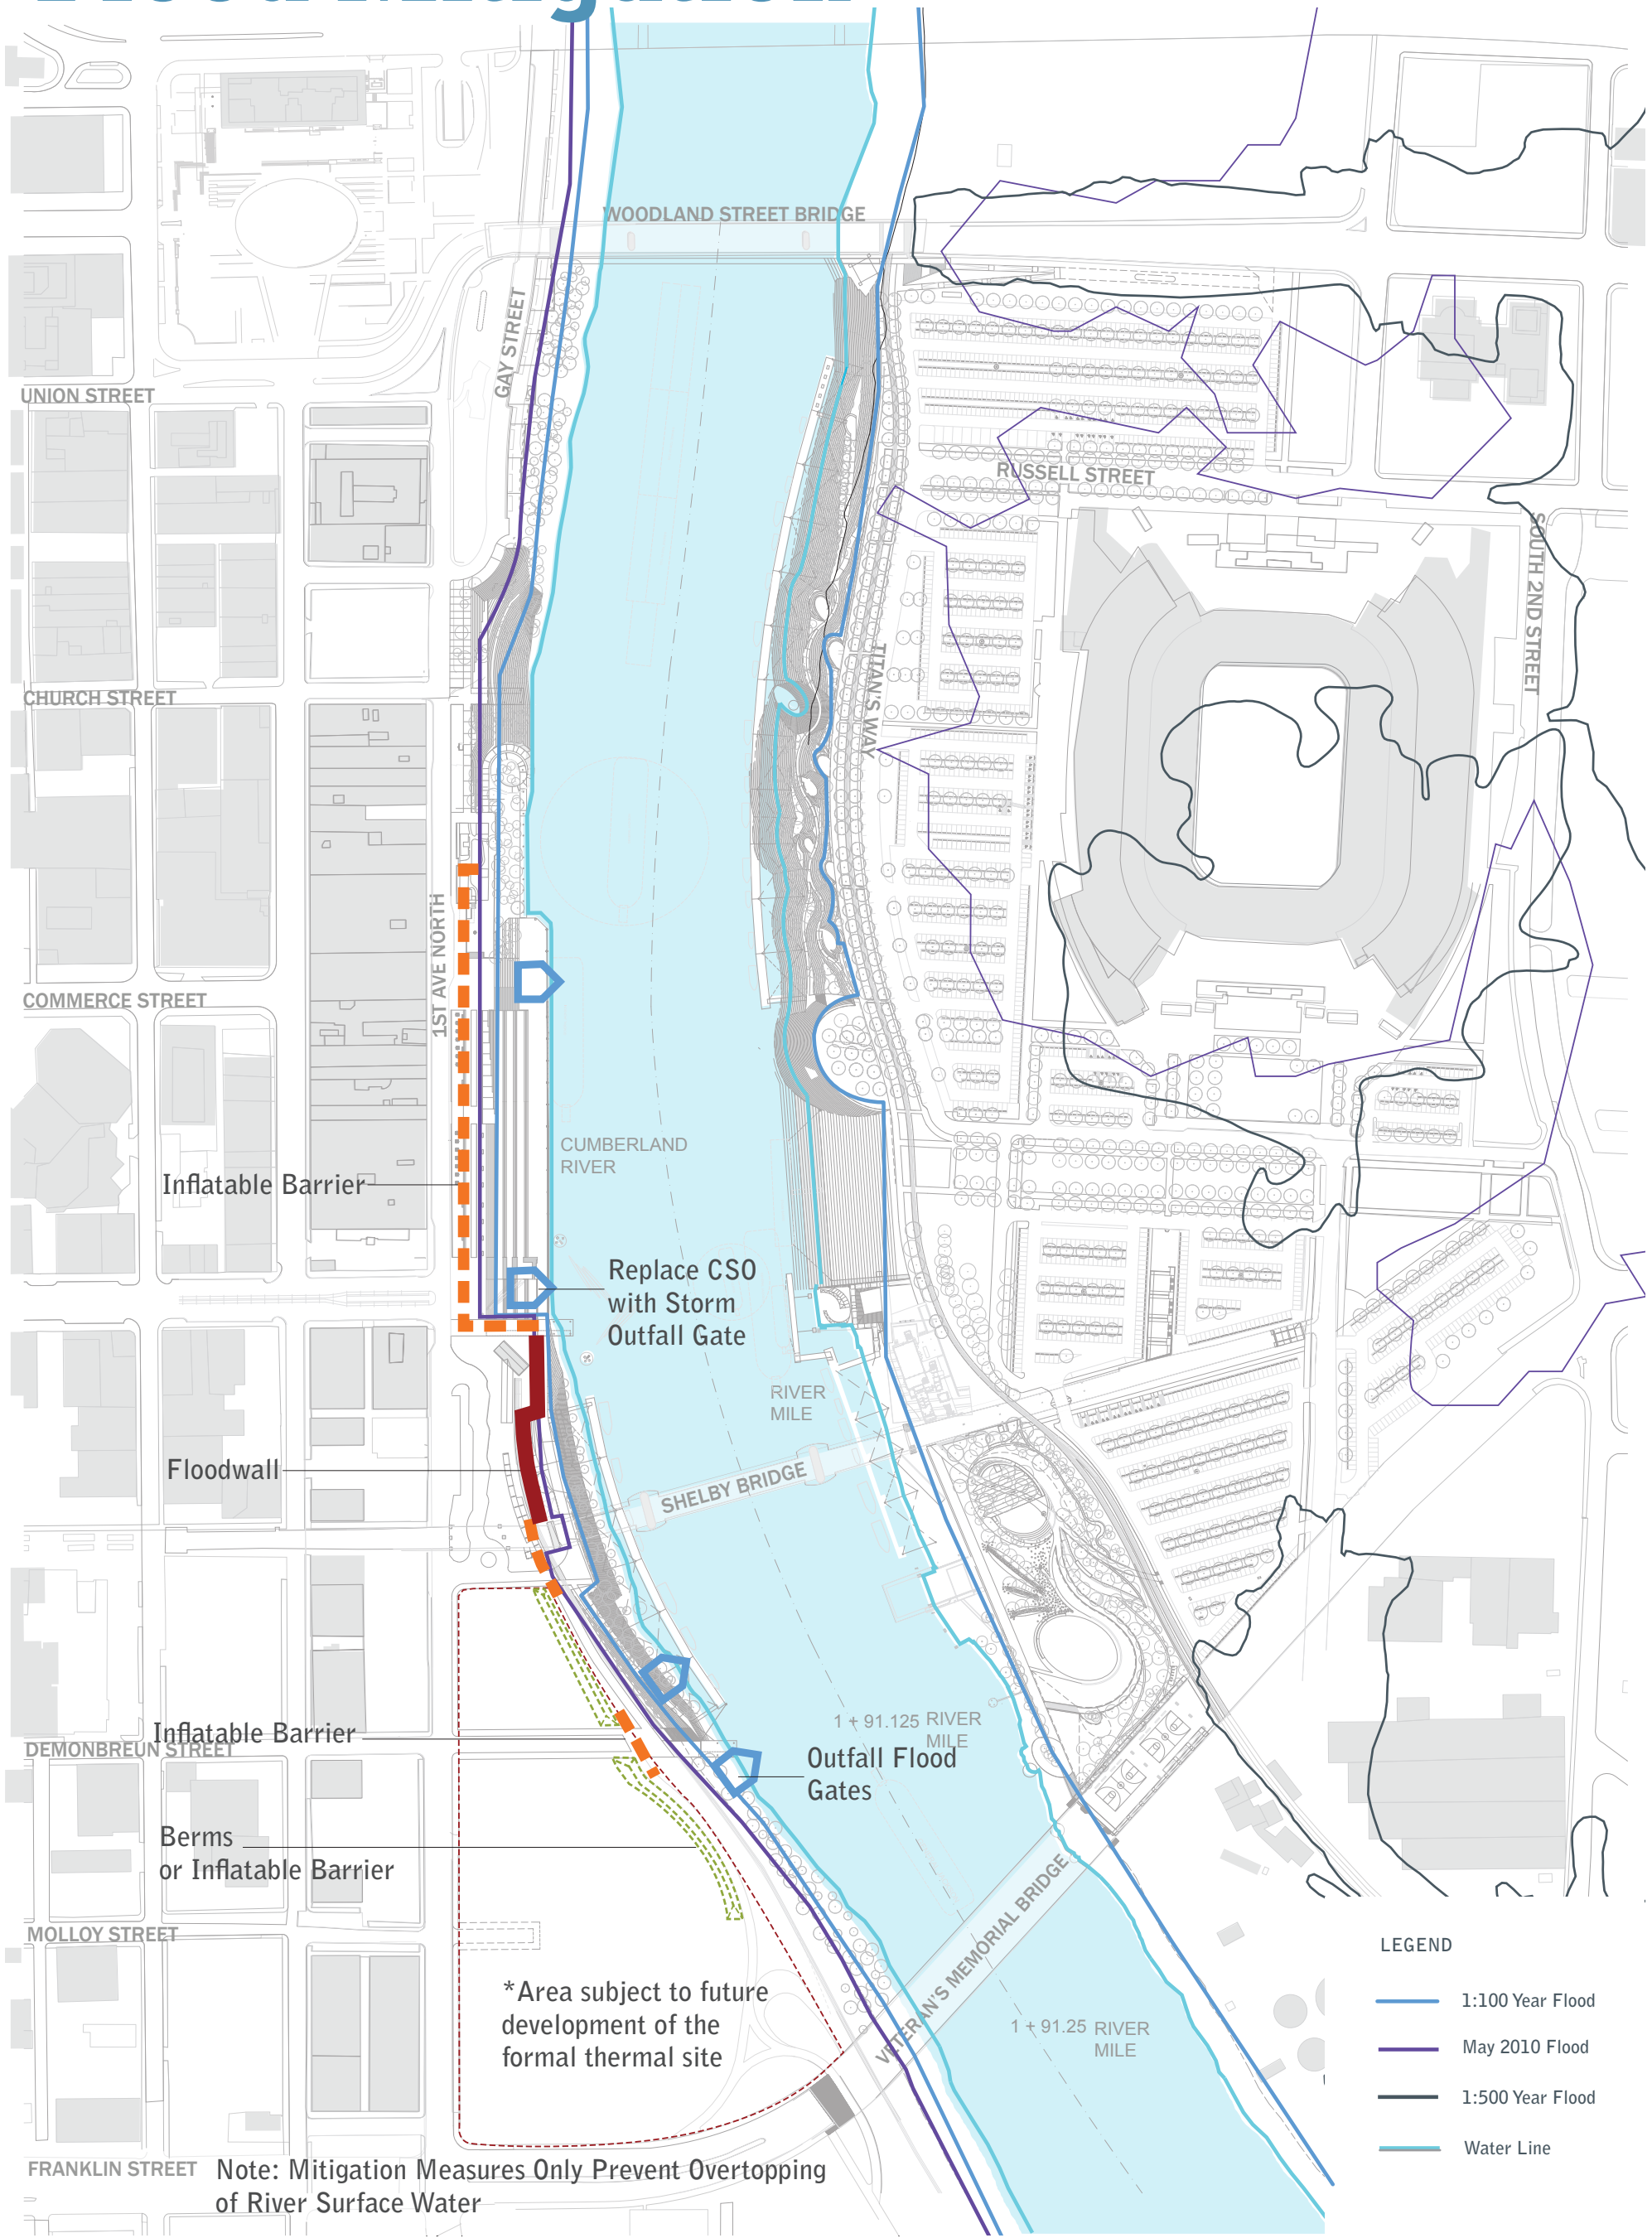 Flood Mitigation
WOODLAND STREET BRIDGE
GAY STREET
UNION STREET
RUSSELL STREET
SOUTH 2ND STREET
TITAN'S WAY
CHURCH STREET
1ST AVE NORTH
COMMERCE STREET
CUMBERLAND
RIVER
Inflatable Barrier
Replace CSO
with Storm
Outfall Gate
RIVER
MILE
Floodwall
SHELBY BRIDGE
1 + 91.125 RIVER
MILE
Inflatable Barrier
DEMONBREUN STREET
Outfall Flood
Gates
Berms
or Inflatable Barrier
MOLLOY STREET
VETERAN'S MEMORIAL BRIDGE
*Area subject to future
development of the
formal thermal site
1 + 91.25 RIVER
MILE
LEGEND
1:100 Year Flood
May 2010 Flood
1:500 Year Flood
Water Line
FRANKLIN STREET
Note: Mitigation Measures Only Prevent Overtopping
of River Surface Water